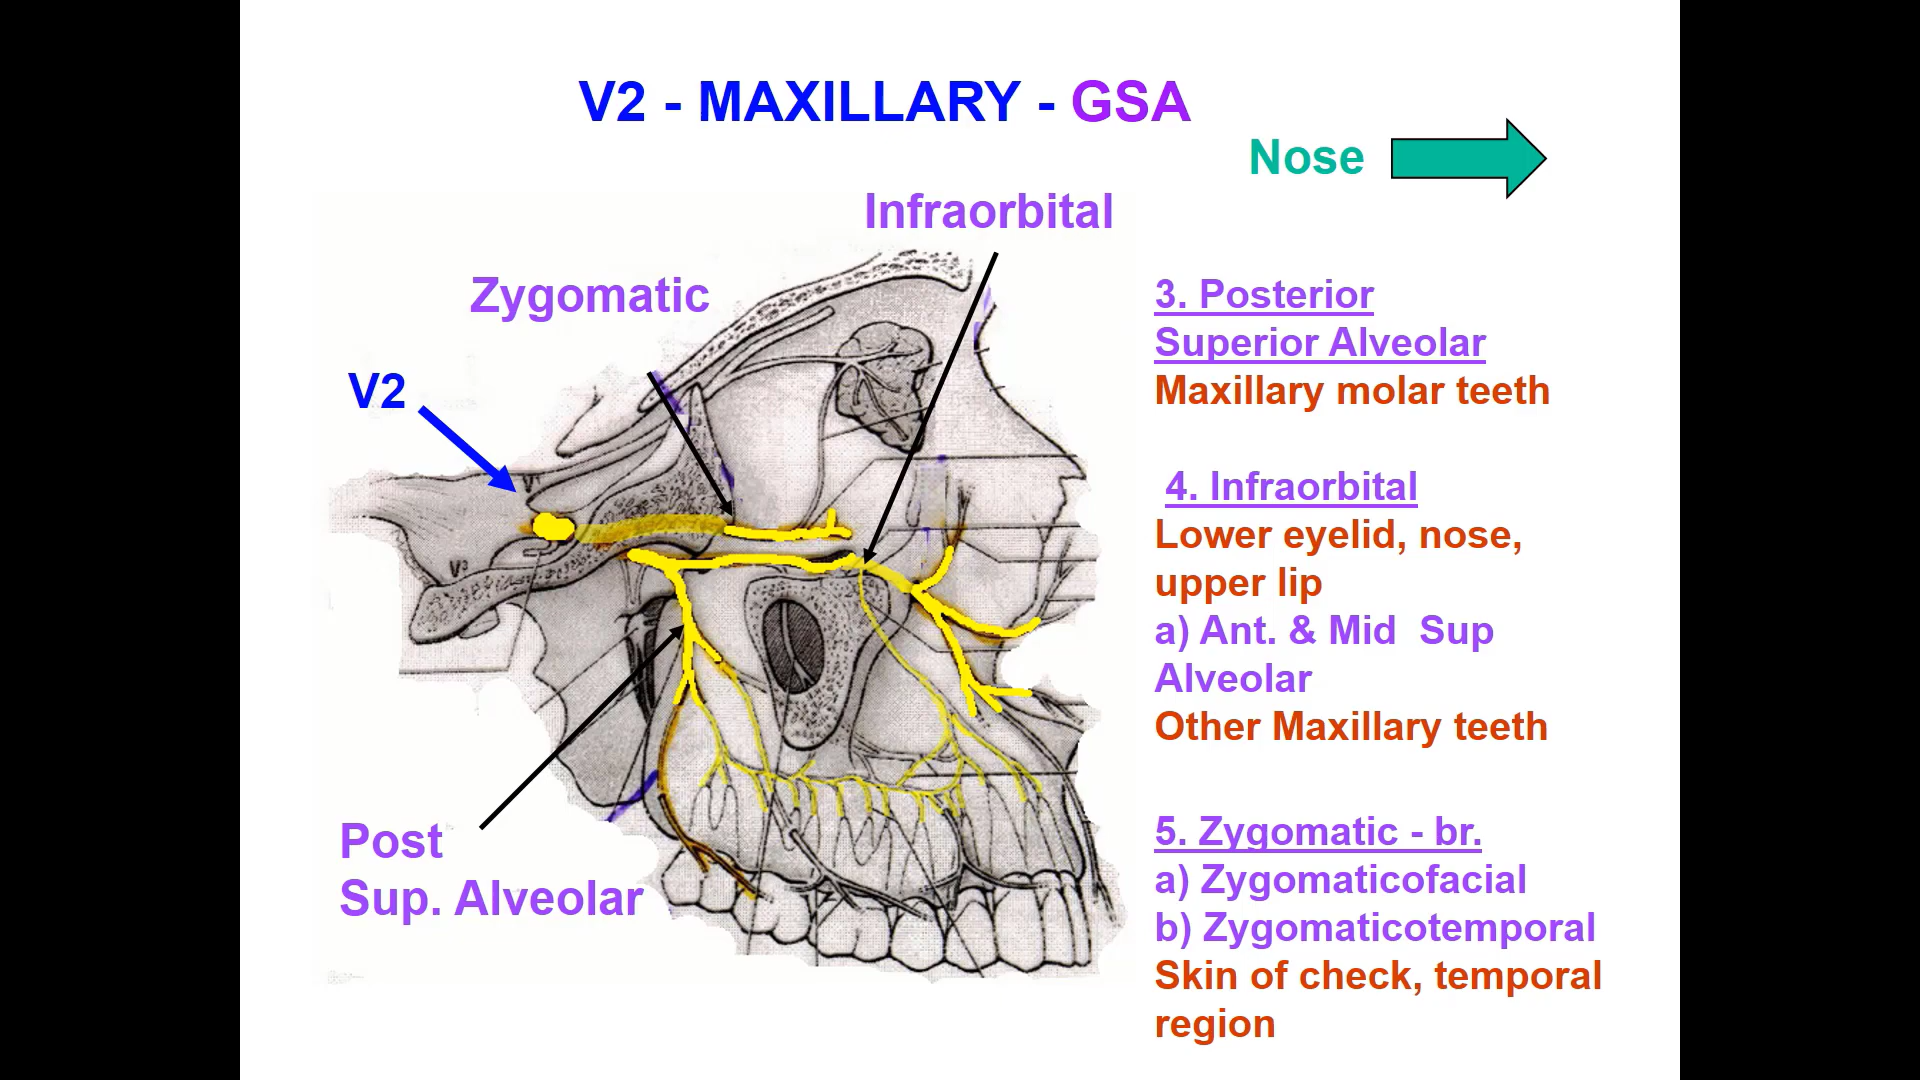 V2 - MAXILLARY - GSA
Nose
Infraorbital
Zygomatic
V2
V³
Post
Sup. Alveolar
3. Posterior
Superior Alveolar
Maxillary molar teeth
4. Infraorbital
Lower eyelid, nose,
upper lip
a) Ant. & Mid Sup
Alveolar
Other Maxillary teeth
5. Zygomatic - br.
a) Zygomaticofacial
b) Zygomaticotemporal
Skin of check, temporal
region